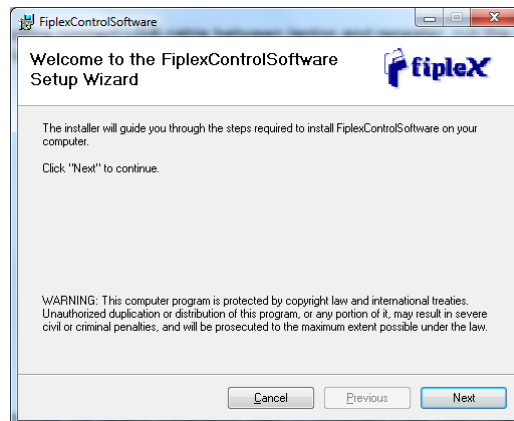 FiplexControlSoftware
Welcome to the FiplexControlSoftware
Setup Wizard
fipleX
The installer will guide you through the steps required to install FiplexControlSoftware on your
computer.
Click "Next" to continue.
WARNING: This computer program is protected by copyright law and international treaties.
Unauthorized duplication or distribution of this program, or any portion of it, may result in severe
civil or criminal penalties, and will be prosecuted to the maximum extent possible under the law.
Cancel
Previous
Next